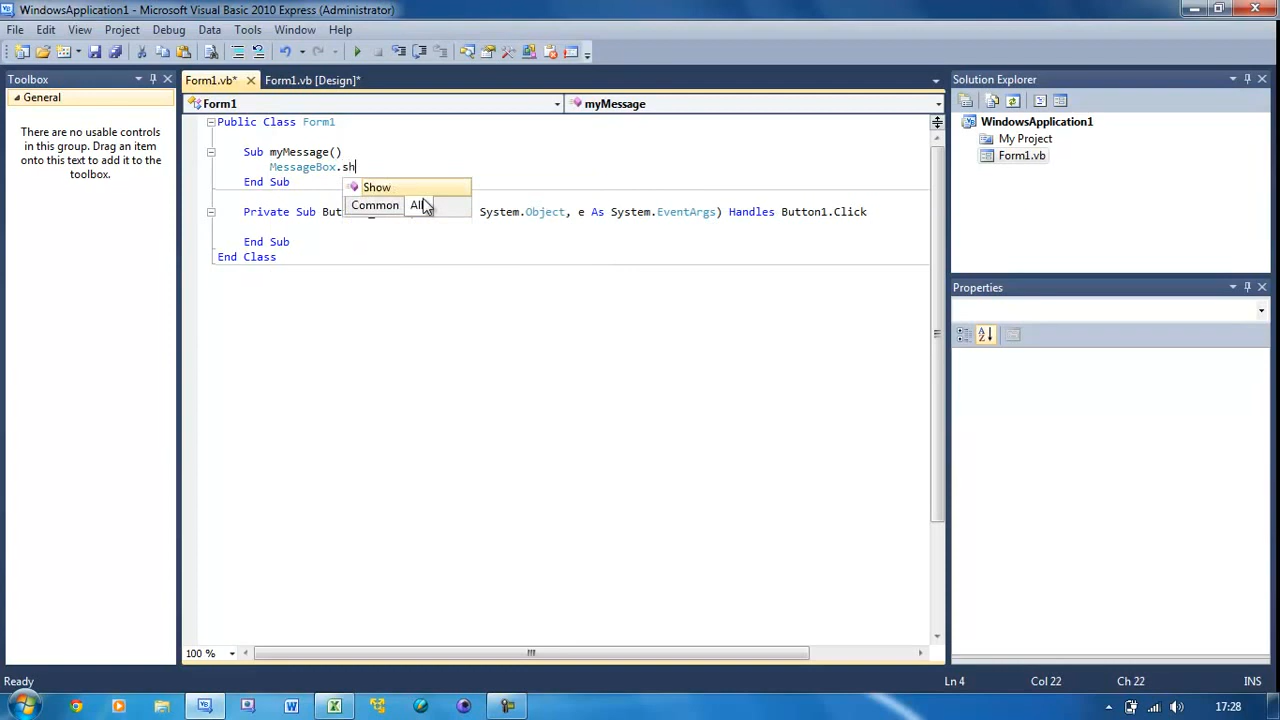 WindowsApplication1 - Microsoft Visual Basic 2010 Express (Administrator)
File Edit View Project Debug Data Tools Window Help
Toolbox
General
There are no usable controls
in this group. Drag an item
onto this text to add it to the
toolbox.
Form1.vb* Form1.vb [Design]*
Form1 myMessage
Public Class Form1
Sub myMessage()
MessageBox.sh
End Sub
Show
Common All
Private Sub System.Object, e As System.EventArgs) Handles Button1.Click
End Sub
End Class
100 %
Solution Explorer
WindowsApplication1
My Project
Form1.vb
Properties
Ready Ln 4 Col 22 Ch 22 INS
17:28